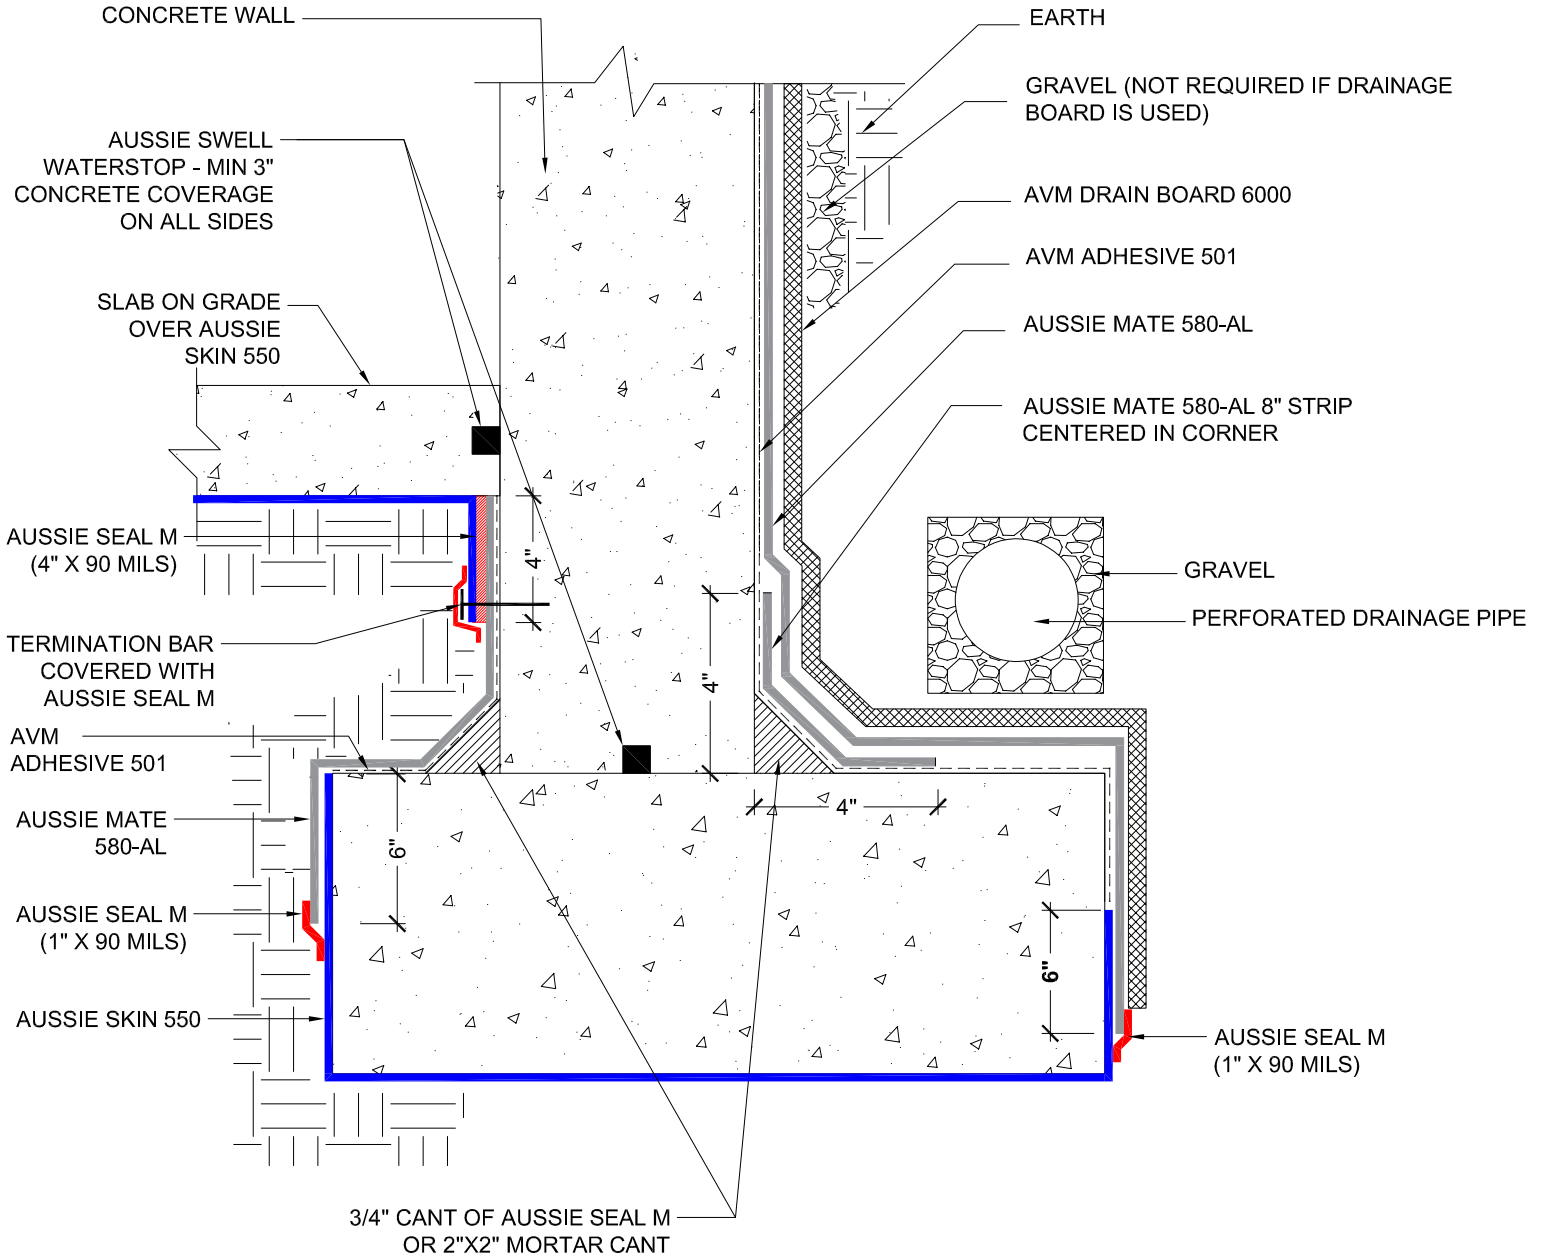 CONCRETE WALL
AUSSIE SWELL
WATERSTOP - MIN 3"
CONCRETE COVERAGE
ON ALL SIDES
SLAB ON GRADE
OVER AUSSIE
SKIN 550
AUSSIE SEAL M
(4" X 90 MILS)
TERMINATION BAR
COVERED WITH
AUSSIE SEAL M
AVM
ADHESIVE 501
AUSSIE MATE
580-AL
AUSSIE SEAL M
(1" X 90 MILS)
AUSSIE SKIN 550
4"
4"
4"
6"
6"
3/4" CANT OF AUSSIE SEAL M
OR 2"X2" MORTAR CANT
EARTH
GRAVEL (NOT REQUIRED IF DRAINAGE
BOARD IS USED)
AVM DRAIN BOARD 6000
AVM ADHESIVE 501
AUSSIE MATE 580-AL
AUSSIE MATE 580-AL 8" STRIP
CENTERED IN CORNER
GRAVEL
PERFORATED DRAINAGE PIPE
AUSSIE SEAL M
(1" X 90 MILS)